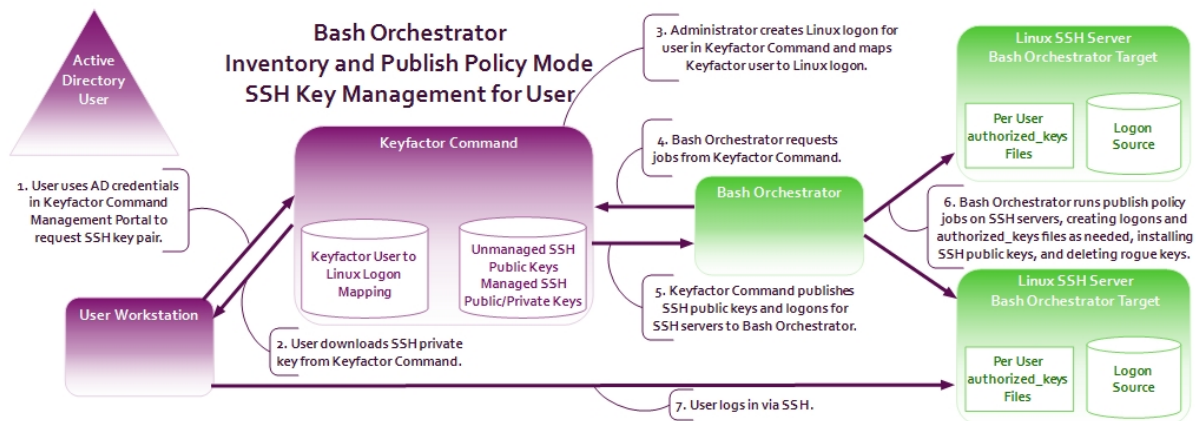 Bash Orchestrator
Inventory and Publish Policy Mode
SSH Key Management for User
Active
Directory
User
1. User uses AD credentials
in Keyfactor Command
Management Portal to
request SSH key pair.
User Workstation
2. User downloads SSH private
key from Keyfactor Command.
Keyfactor Command
Keyfactor User to
Linux Logon
Mapping
Unmanaged SSH
Public Keys
Managed SSH
Public/Private Keys
3. Administrator creates Linux logon for
user in Keyfactor Command and maps
Keyfactor user to Linux logon.
4. Bash Orchestrator requests
jobs from Keyfactor Command.
Bash Orchestrator
5. Keyfactor Command publishes
SSH public keys and logons for
SSH servers to Bash Orchestrator.
Linux SSH Server
Bash Orchestrator Target
Per User
authorized_keys
Files
Logon
Source
6. Bash Orchestrator runs publish policy
jobs on SSH servers, creating logons and
authorized_keys files as needed, installing
SSH public keys, and deleting rogue keys.
Linux SSH Server
Bash Orchestrator Target
Per User
authorized_keys
Files
Logon
Source
7. User logs in via SSH.